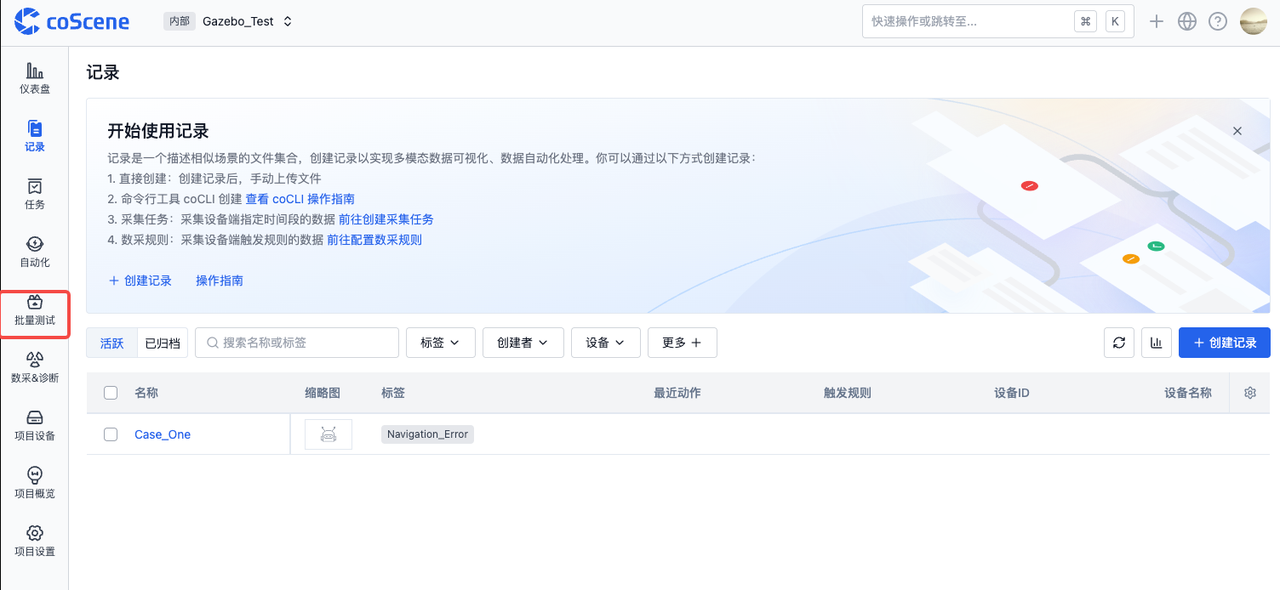 coScene
内部
Gazebo_Test
快速操作或跳转至...
⌘
K
仪表盘
记录
任务
自动化
批量测试
数采&诊断
项目设备
项目概览
项目设置
记录
开始使用记录
记录是一个描述相似场景的文件集合，创建记录以实现多模态数据可视化、数据自动化处理。你可以通过以下方式创建记录：
1. 直接创建：创建记录后，手动上传文件
2. 命令行工具 coCLI 创建 查看 coCLI 操作指南
3. 采集任务：采集设备端指定时间段的数据 前往创建采集任务
4. 数采规则：采集设备端触发规则的数据 前往配置数采规则
＋ 创建记录 操作指南
活跃 已归档 搜索名称或标签 标签 创建者 设备 更多 ＋ ＋ 创建记录
名称 缩略图 标签 最近动作 触发规则 设备ID 设备名称
Case_One Navigation_Error